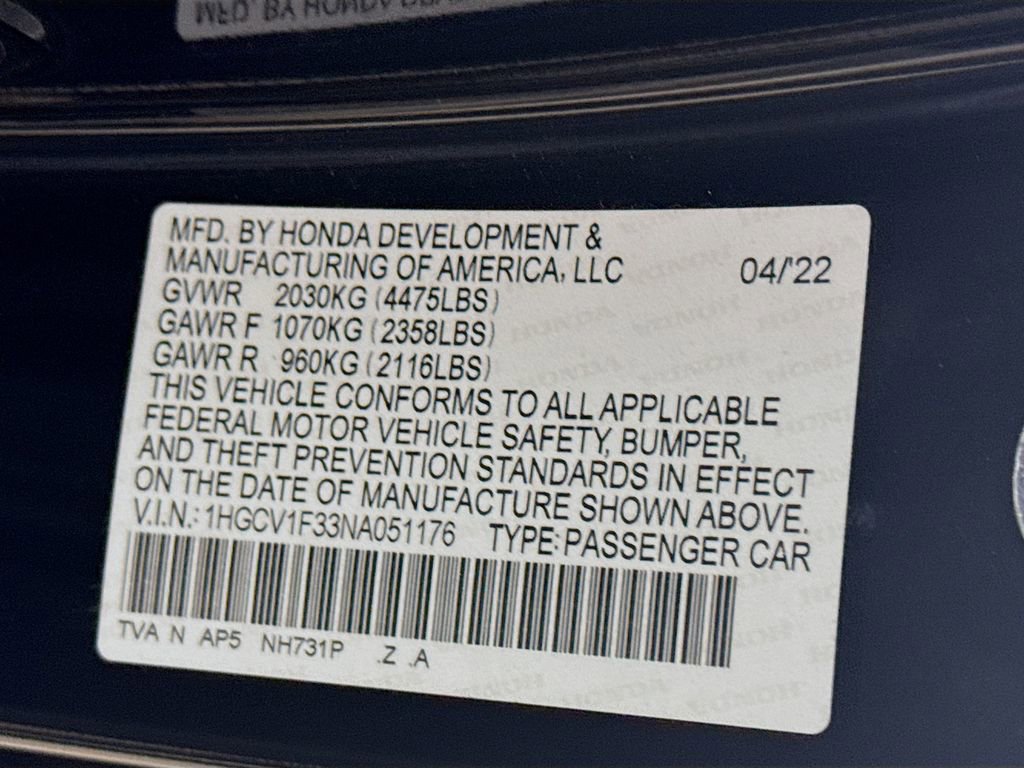 MFD. BY HONDA DEVELOPMENT &
MANUFACTURING OF AMERICA, LLC 04/'22
GVWR 2030KG (4475LBS)
GAWR F 1070KG (2358LBS)
GAWR R 960KG (2116LBS)
THIS VEHICLE CONFORMS TO ALL APPLICABLE
FEDERAL MOTOR VEHICLE SAFETY, BUMPER,
AND THEFT PREVENTION STANDARDS IN EFFECT
ON THE DATE OF MANUFACTURE SHOWN ABOVE.
V.I.N.: 1HGCV1F33NA051176 TYPE: PASSENGER CAR
TVA N AP5 NH731P .Z .A